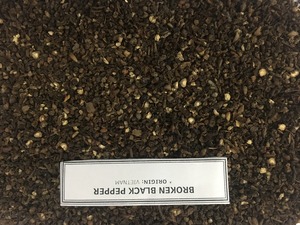 BROKEN BLACK PEPPER
* ORIGIN: VIETNAM